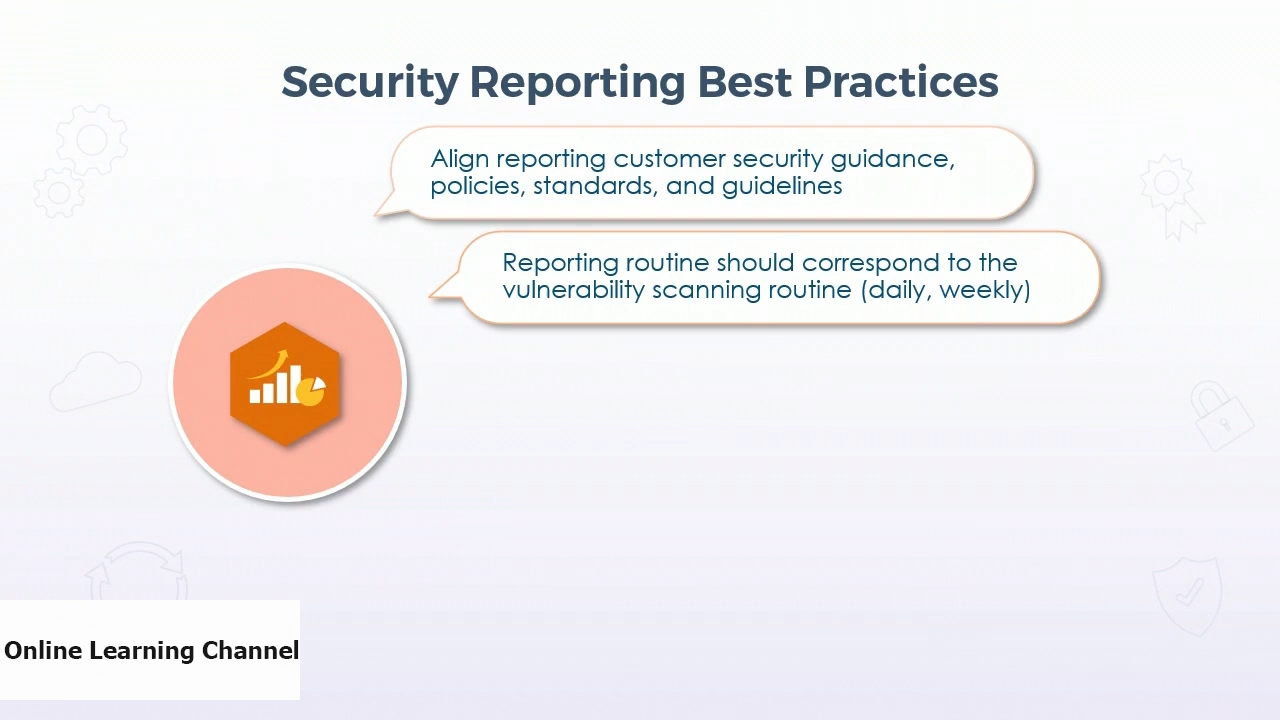 Security Reporting Best Practices
Align reporting customer security guidance,
policies, standards, and guidelines
Reporting routine should correspond to the
vulnerability scanning routine (daily, weekly)
Online Learning Channel